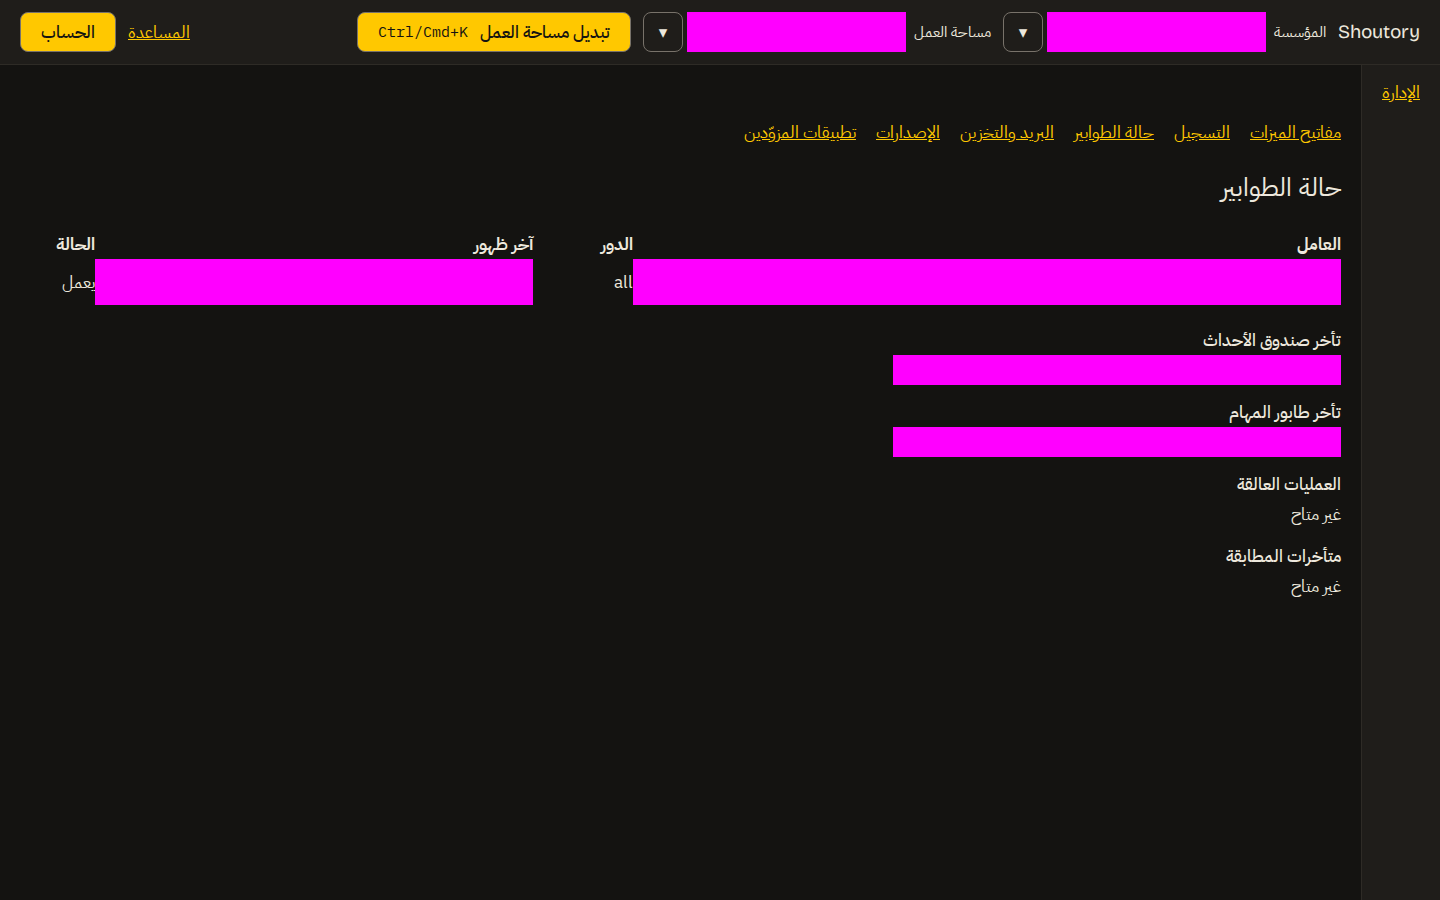 Shoutory المؤسسة ▼ مساحة العمل ▼ تبديل مساحة العمل Ctrl/Cmd+K المساعدة الحساب
الإدارة
مفاتيح الميزات التسجيل حالة الطوابير البريد والتخزين الإصدارات تطبيقات المزوّدين
حالة الطوابير
العامل الدور آخر ظهور الحالة
all يعمل
تأخر صندوق الأحداث
تأخر طابور المهام
العمليات العالقة
غير متاح
متأخرات المطابقة
غير متاح